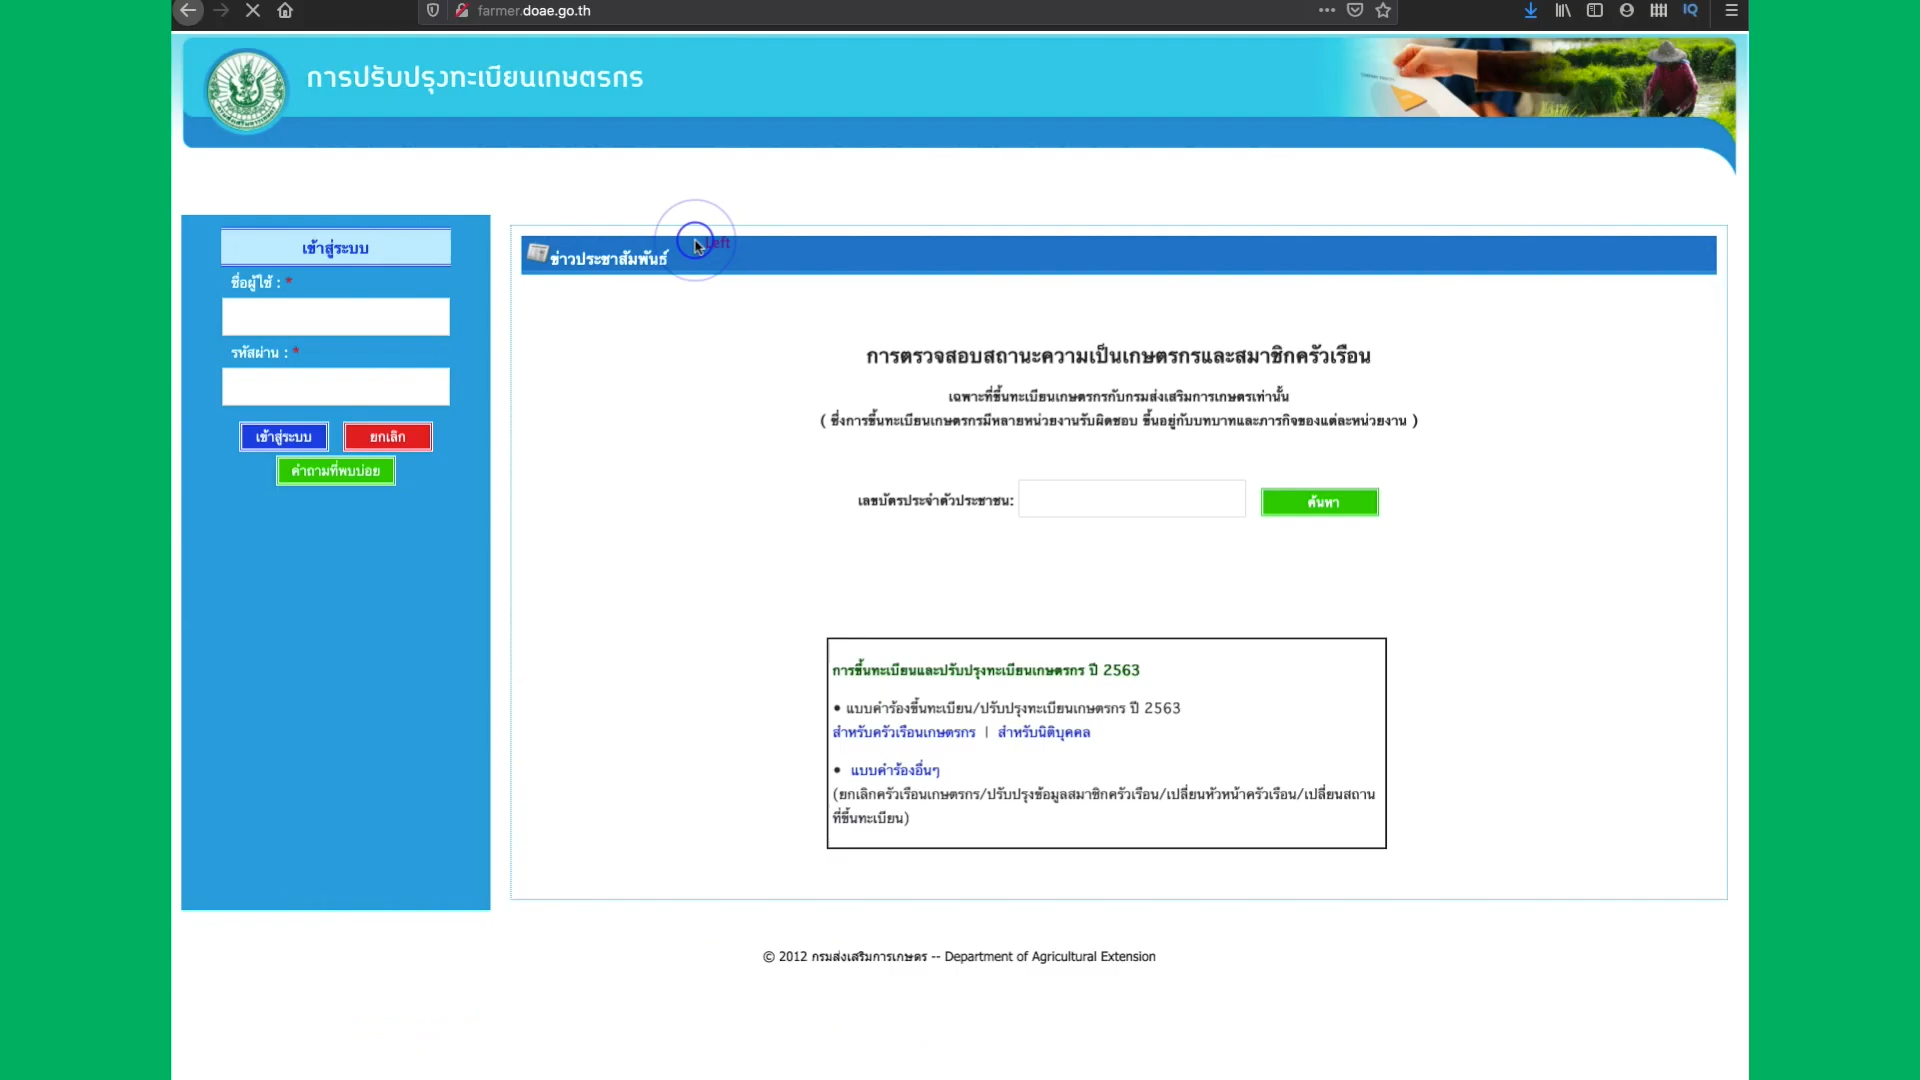 farmer.doae.go.th
IQ
การปรับปรุงทะเบียนเกษตรกร
เข้าสู่ระบบ
ชื่อผู้ใช้ : *
รหัสผ่าน : *
เข้าสู่ระบบ ยกเลิก
คำถามที่พบบ่อย
ข่าวประชาสัมพันธ์
Left
การตรวจสอบสถานะความเป็นเกษตรกรและสมาชิกครัวเรือน
เฉพาะที่ขึ้นทะเบียนเกษตรกรกับกรมส่งเสริมการเกษตรเท่านั้น
( ซึ่งการขึ้นทะเบียนเกษตรกรมีหลายหน่วยงานรับผิดชอบ ขึ้นอยู่กับบทบาทและภารกิจของแต่ละหน่วยงาน )
เลขบัตรประจำตัวประชาชน: ค้นหา
การขึ้นทะเบียนและปรับปรุงทะเบียนเกษตรกร ปี 2563
• แบบคำร้องขึ้นทะเบียน/ปรับปรุงทะเบียนเกษตรกร ปี 2563
สำหรับครัวเรือนเกษตรกร | สำหรับนิติบุคคล
• แบบคำร้องอื่นๆ
(ยกเลิกครัวเรือนเกษตรกร/ปรับปรุงข้อมูลสมาชิกครัวเรือน/เปลี่ยนหัวหน้าครัวเรือน/เปลี่ยนสถาน
ที่ขึ้นทะเบียน)
© 2012 กรมส่งเสริมการเกษตร -- Department of Agricultural Extension